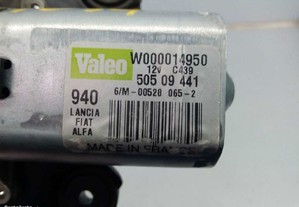 Valeo W000014950
12V C439
505 09 441
940 6/M-00528 065-2
LANCIA
FIAT
ALFA
MADE IN